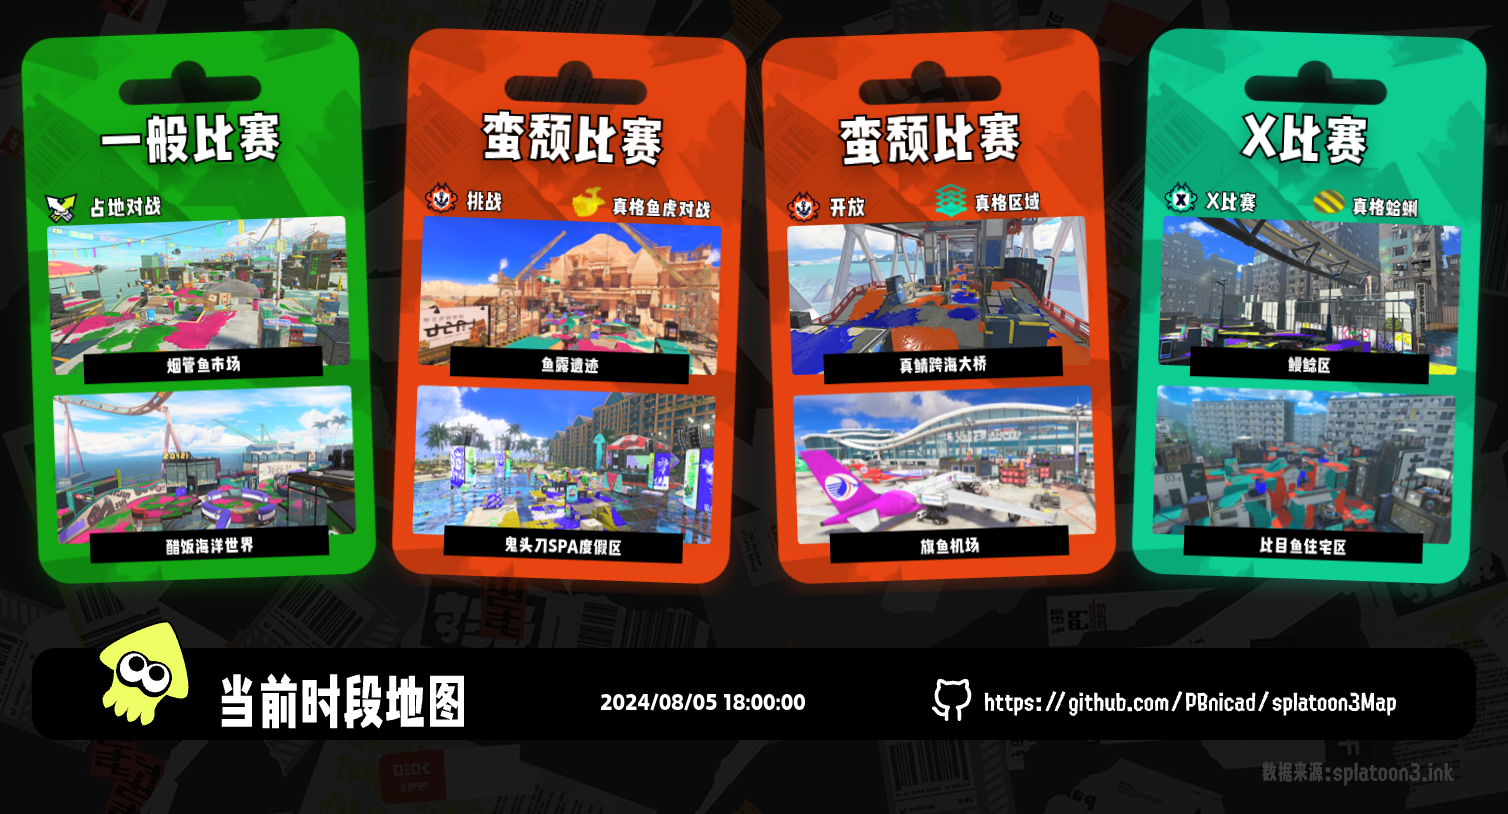 一般比赛
占地对战
烟管鱼市场
醋饭海洋世界
蛮颓比赛
挑战
真格鱼虎对战
鱼露遗迹
鬼头刀SPA度假区
蛮颓比赛
开放
真格区域
真鲷跨海大桥
旗鱼机场
X比赛
X比赛
真格蛤蜊
鳗鲶区
比目鱼住宅区
当前时段地图
2024/08/05 18:00:00
https://github.com/PBnicad/splatoon3Map
数据来源:splatoon3.ink